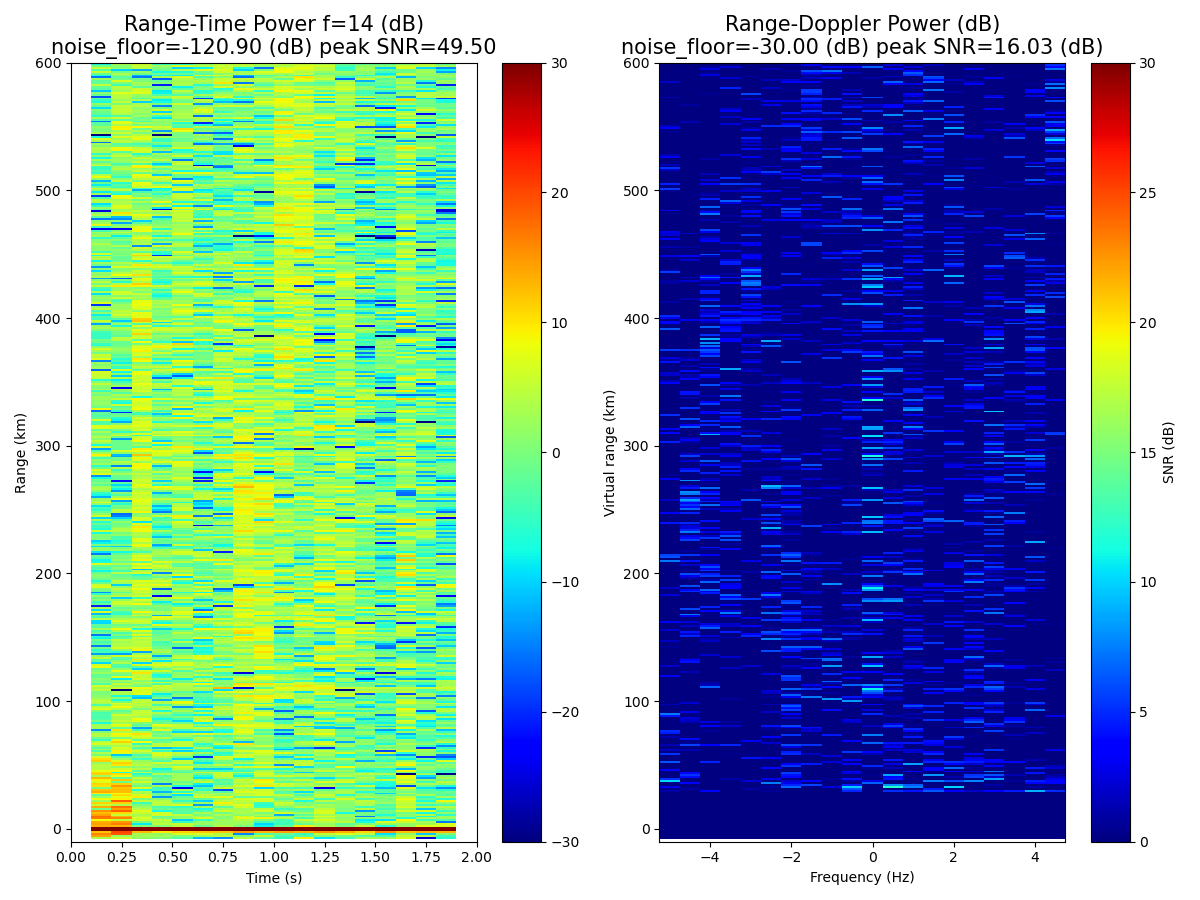 Range-Time Power f=14 (dB)
noise_floor=-120.90 (dB) peak SNR=49.50
Range (km)
600
500
400
300
200
100
0
0.00 0.25 0.50 0.75 1.00 1.25 1.50 1.75 2.00
Time (s)
30
20
10
0
−10
−20
−30
Range-Doppler Power (dB)
noise_floor=-30.00 (dB) peak SNR=16.03 (dB)
Virtual range (km)
600
500
400
300
200
100
0
−4 −2 0 2 4
Frequency (Hz)
30
25
20
15
10
5
0
SNR (dB)